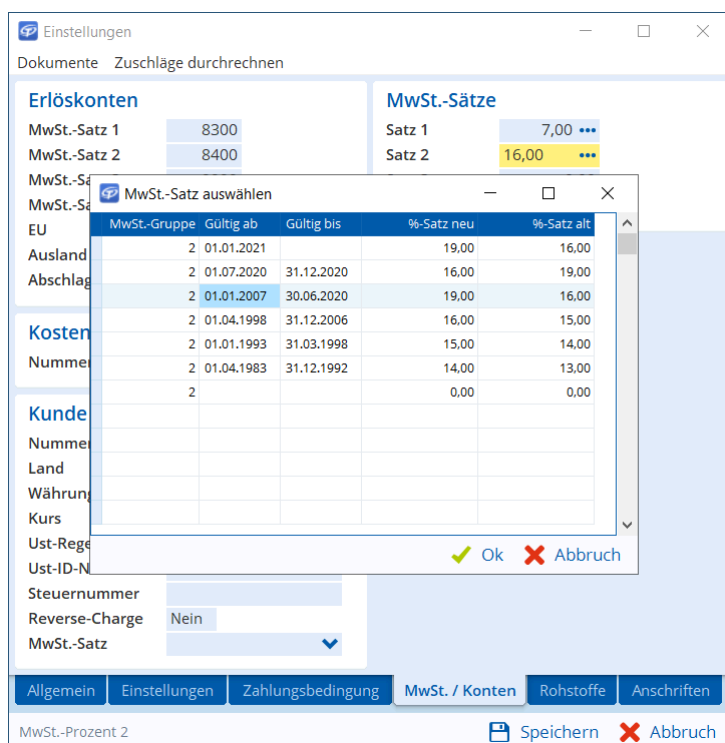 Einstellungen
Dokumente Zuschläge durchrechnen
Erlöskonten
MwSt.-Satz 1 8300
MwSt.-Satz 2 8400
MwSt.-Sa
MwSt.-Sa
EU
Ausland
Abschlag
MwSt.-Sätze
Satz 1 7,00
Satz 2 16,00
Kosten
Nummer
Kunde
Nummer
Land
Währung
Kurs
Ust-Rege
Ust-ID-N
Steuernummer
Reverse-Charge Nein
MwSt.-Satz
MwSt.-Satz auswählen
MwSt.-Gruppe Gültig ab Gültig bis %-Satz neu %-Satz alt
2 01.01.2021 19,00 16,00
2 01.07.2020 31.12.2020 16,00 19,00
2 01.01.2007 30.06.2020 19,00 16,00
2 01.04.1998 31.12.2006 16,00 15,00
2 01.01.1993 31.03.1998 15,00 14,00
2 01.04.1983 31.12.1992 14,00 13,00
2 0,00 0,00
Ok Abbruch
Allgemein Einstellungen Zahlungsbedingung MwSt. / Konten Rohstoffe Anschriften
MwSt.-Prozent 2 Speichern Abbruch